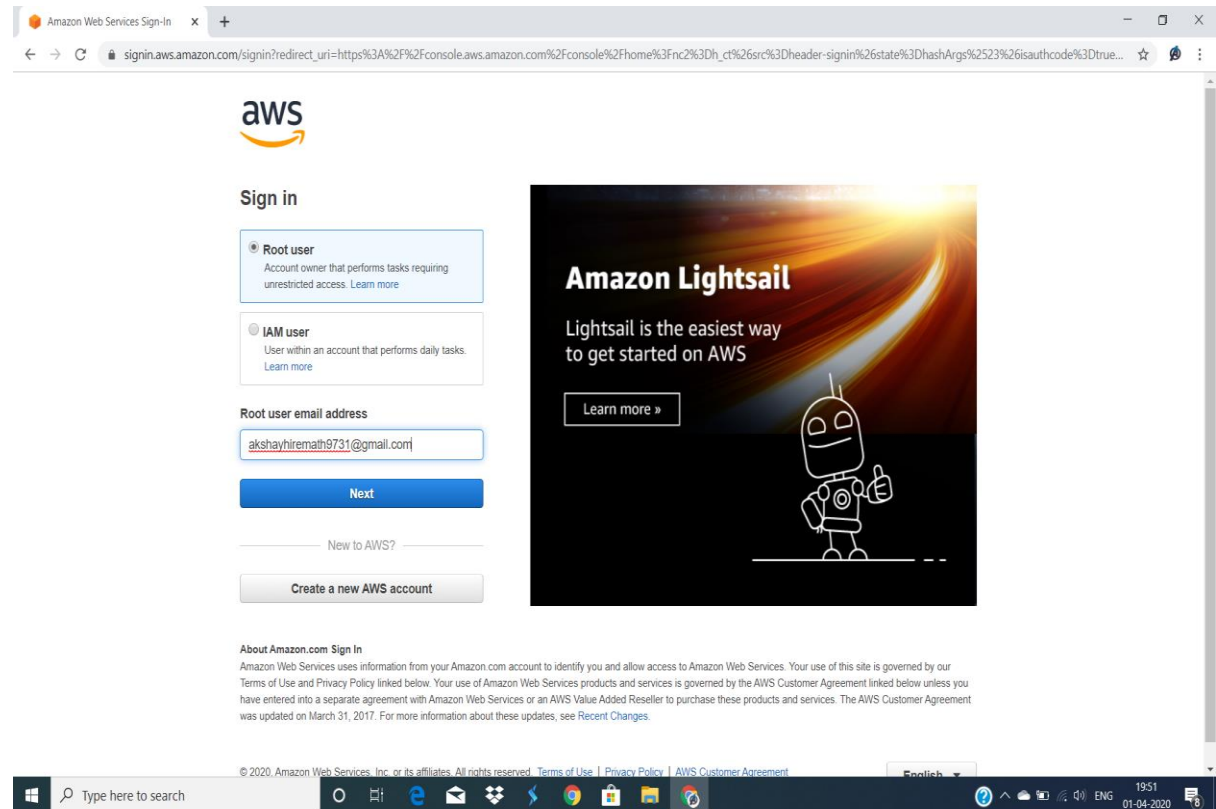 Amazon Web Services Sign-In
signin.aws.amazon.com/signin?redirect_uri=https%3A%2F%2Fconsole.aws.amazon.com%2Fconsole%2Fhome%3Fnc2%3Dh_ct%26src%3Dheader-signin%26state%3DhashArgs%2523%26isauthcode%3Dtrue...
aws
Sign in
Root user
Account owner that performs tasks requiring
unrestricted access. Learn more
IAM user
User within an account that performs daily tasks.
Learn more
Root user email address
akshayhiremath9731@gmail.com
Next
New to AWS?
Create a new AWS account
Amazon Lightsail
Lightsail is the easiest way
to get started on AWS
Learn more »
About Amazon.com Sign In
Amazon Web Services uses information from your Amazon.com account to identify you and allow access to Amazon Web Services. Your use of this site is governed by our
Terms of Use and Privacy Policy linked below. Your use of Amazon Web Services products and services is governed by the AWS Customer Agreement linked below unless you
have entered into a separate agreement with Amazon Web Services or an AWS Value Added Reseller to purchase these products and services. The AWS Customer Agreement
was updated on March 31, 2017. For more information about these updates, see Recent Changes.
© 2020, Amazon Web Services, Inc. or its affiliates. All rights reserved. Terms of Use | Privacy Policy | AWS Customer Agreement
English
Type here to search
ENG
19:51
01-04-2020
8